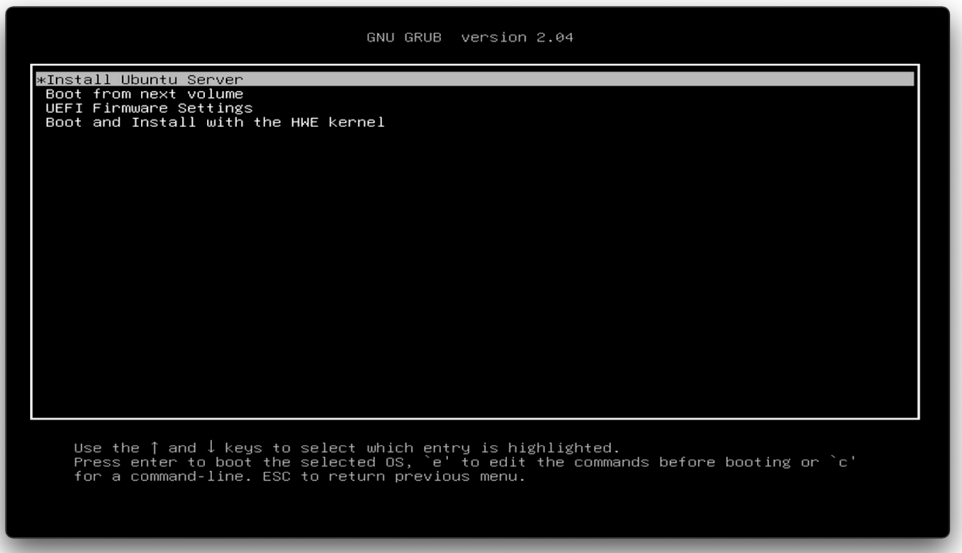 GNU GRUB version 2.04
*Install Ubuntu Server
Boot from next volume
UEFI Firmware Settings
Boot and Install with the HWE kernel
Use the ↑ and ↓ keys to select which entry is highlighted.
Press enter to boot the selected OS, `e' to edit the commands before booting or `c'
for a command-line. ESC to return previous menu.